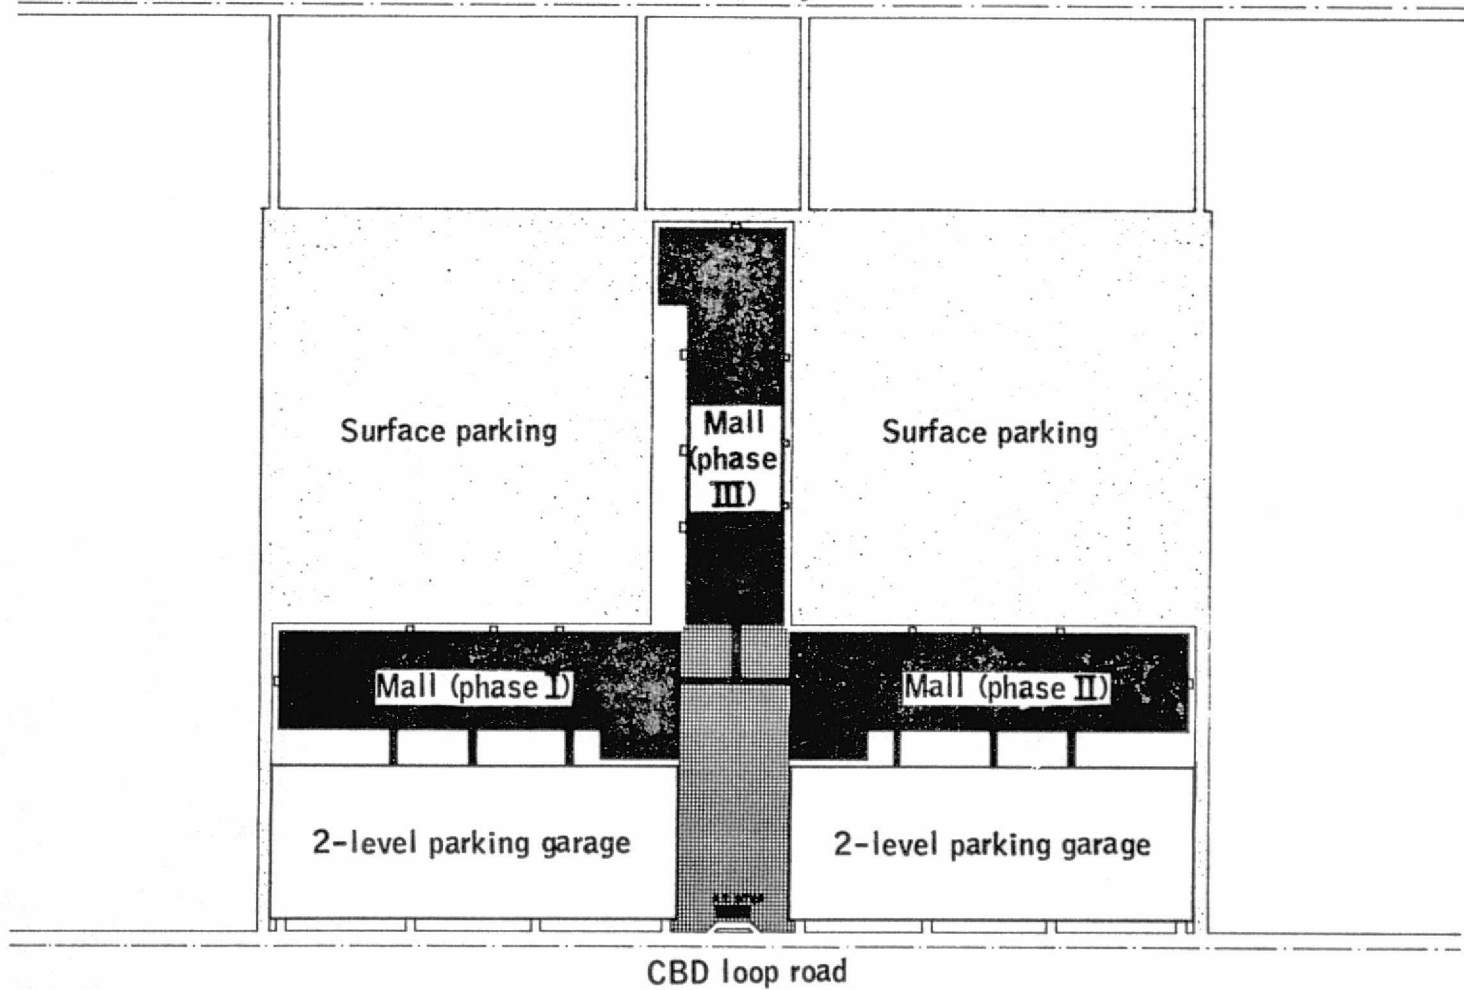 Surface parking
Mall
(phase
III)
Surface parking
Mall (phase I)
Mall (phase II)
2-level parking garage
2-level parking garage
CBD loop road